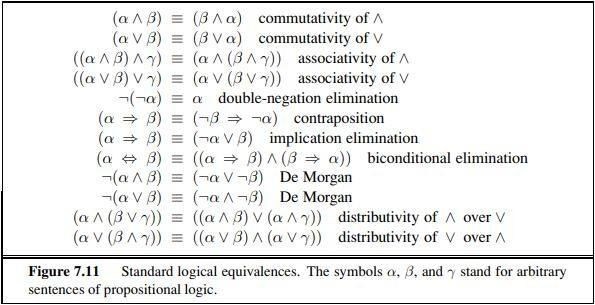 (α ∧ β) ≡ (β ∧ α) commutativity of ∧
(α ∨ β) ≡ (β ∨ α) commutativity of ∨
((α ∧ β) ∧ γ) ≡ (α ∧ (β ∧ γ)) associativity of ∧
((α ∨ β) ∨ γ) ≡ (α ∨ (β ∨ γ)) associativity of ∨
¬(¬α) ≡ α double-negation elimination
(α ⇒ β) ≡ (¬β ⇒ ¬α) contraposition
(α ⇒ β) ≡ (¬α ∨ β) implication elimination
(α ⇔ β) ≡ ((α ⇒ β) ∧ (β ⇒ α)) biconditional elimination
¬(α ∧ β) ≡ (¬α ∨ ¬β) De Morgan
¬(α ∨ β) ≡ (¬α ∧ ¬β) De Morgan
(α ∧ (β ∨ γ)) ≡ ((α ∧ β) ∨ (α ∧ γ)) distributivity of ∧ over ∨
(α ∨ (β ∧ γ)) ≡ ((α ∨ β) ∧ (α ∨ γ)) distributivity of ∨ over ∧
Figure 7.11 Standard logical equivalences. The symbols α, β, and γ stand for arbitrary
sentences of propositional logic.